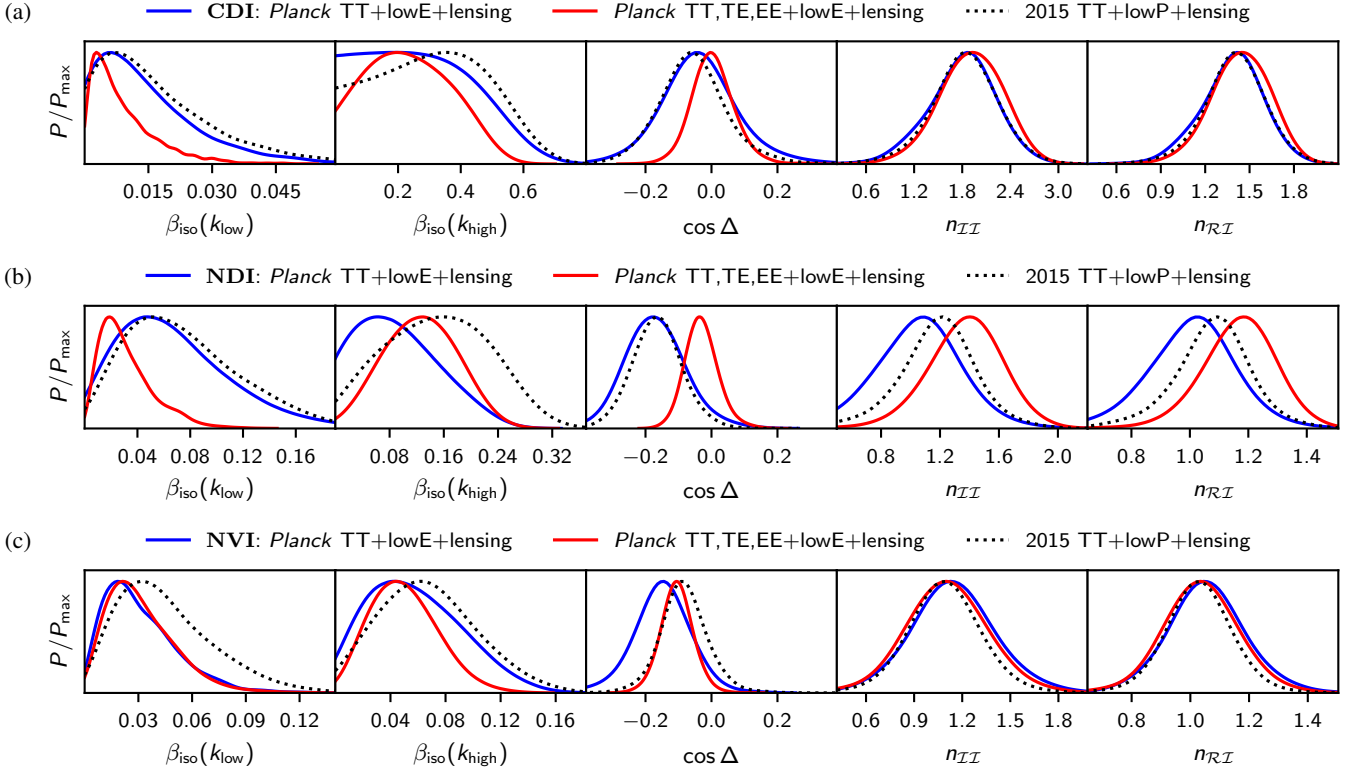 (a)
CDI: Planck TT+lowE+lensing Planck TT,TE,EE+lowE+lensing 2015 TT+lowP+lensing
P/Pmax
0.015 0.030 0.045 0.2 0.4 0.6 −0.2 0.0 0.2 0.6 1.2 1.8 2.4 3.0 0.6 0.9 1.2 1.5 1.8
βiso(klow) βiso(khigh) cos Δ nII nRI
(b)
NDI: Planck TT+lowE+lensing Planck TT,TE,EE+lowE+lensing 2015 TT+lowP+lensing
P/Pmax
0.04 0.08 0.12 0.16 0.08 0.16 0.24 0.32 −0.2 0.0 0.2 0.8 1.2 1.6 2.0 0.8 1.0 1.2 1.4
βiso(klow) βiso(khigh) cos Δ nII nRI
(c)
NVI: Planck TT+lowE+lensing Planck TT,TE,EE+lowE+lensing 2015 TT+lowP+lensing
P/Pmax
0.03 0.06 0.09 0.12 0.04 0.08 0.12 0.16 −0.2 0.0 0.2 0.6 0.9 1.2 1.5 1.8 0.8 1.0 1.2 1.4
βiso(klow) βiso(khigh) cos Δ nII nRI